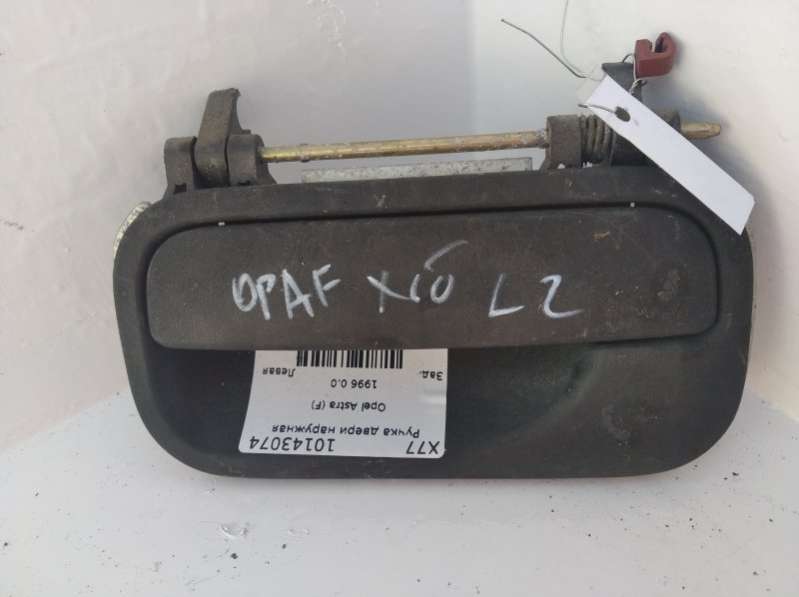 OPAF X10 L2
X77 10143074
Ручка двери наружная
Opel Astra (F)
1996 0.0
Зад. Левая